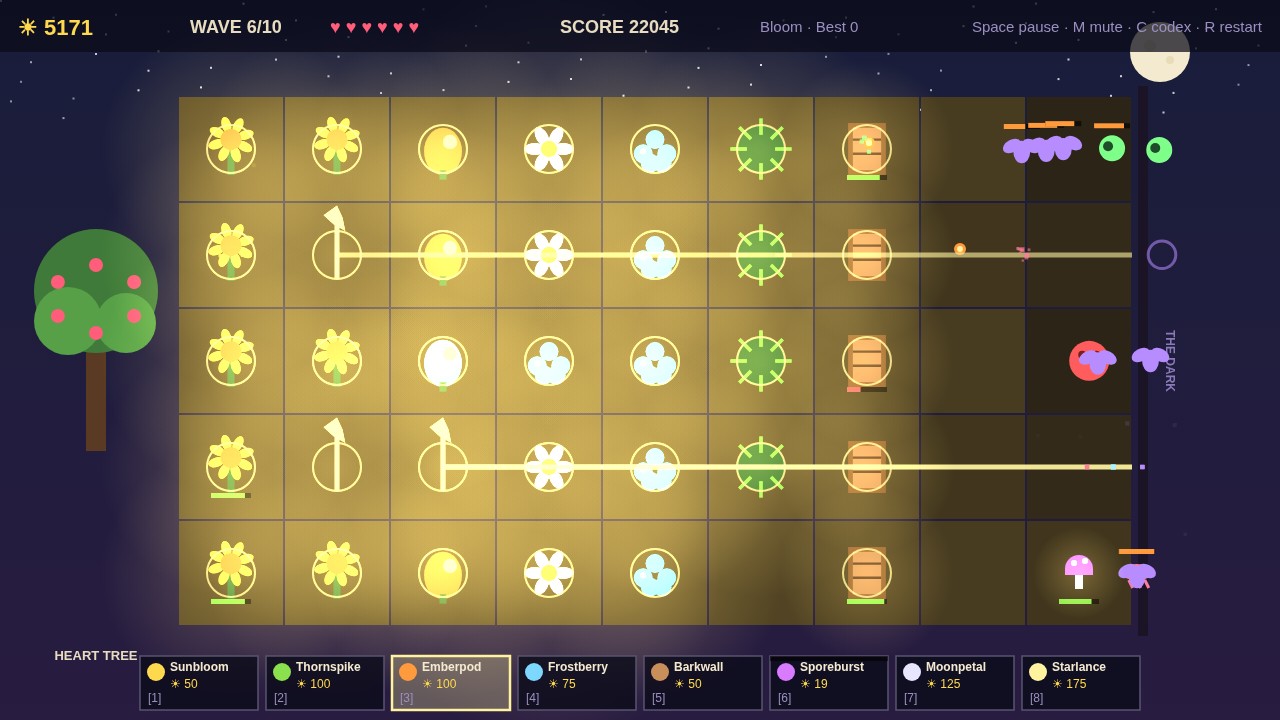 ☀ 5171
WAVE 6/10
♥ ♥ ♥ ♥ ♥ ♥
SCORE 22045
Bloom · Best 0
Space pause · M mute · C codex · R restart
THE DARK
HEART TREE
Sunbloom
☀ 50
[1]
Thornspike
☀ 100
[2]
Emberpod
☀ 100
[3]
Frostberry
☀ 75
[4]
Barkwall
☀ 50
[5]
Sporeburst
☀ 19
[6]
Moonpetal
☀ 125
[7]
Starlance
☀ 175
[8]